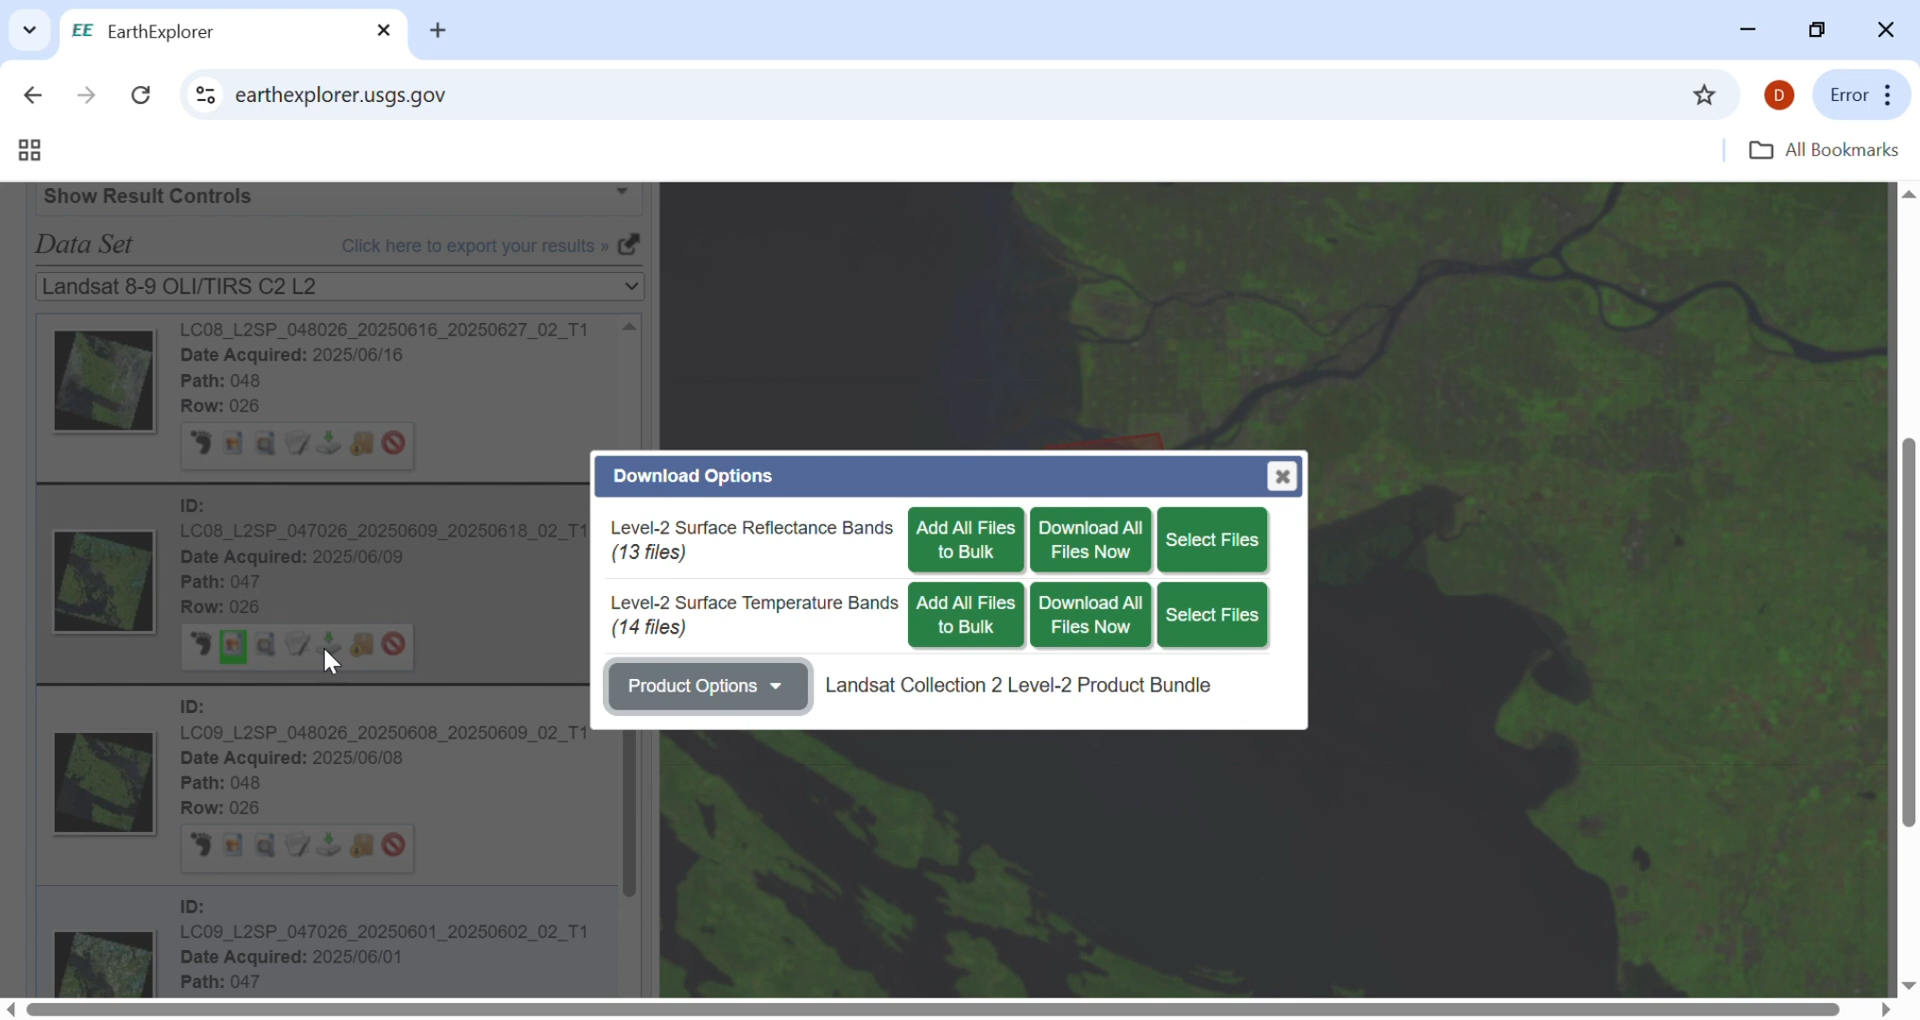 EE EarthExplorer
earthexplorer.usgs.gov
D
Error
All Bookmarks
Show Result Controls
Data Set
Click here to export your results »
Landsat 8-9 OLI/TIRS C2 L2
LC08_L2SP_048026_20250616_20250627_02_T1
Date Acquired: 2025/06/16
Path: 048
Row: 026
ID:
LC08_L2SP_047026_20250609_20250618_02_T1
Date Acquired: 2025/06/09
Path: 047
Row: 026
ID:
LC09_L2SP_048026_20250608_20250609_02_T1
Date Acquired: 2025/06/08
Path: 048
Row: 026
ID:
LC09_L2SP_047026_20250601_20250602_02_T1
Date Acquired: 2025/06/01
Path: 047
Download Options
Level-2 Surface Reflectance Bands
(13 files)
Add All Files
to Bulk
Download All
Files Now
Select Files
Level-2 Surface Temperature Bands
(14 files)
Add All Files
to Bulk
Download All
Files Now
Select Files
Product Options
Landsat Collection 2 Level-2 Product Bundle